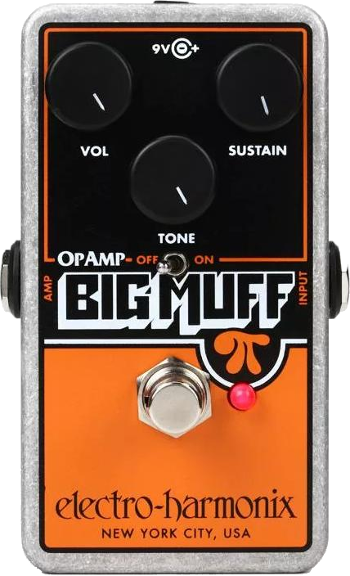 9V +
VOL SUSTAIN
TONE
OPAMP OFF ON
AMP
INPUT
BIG MUFF
π
electro-harmonix
NEW YORK CITY, USA